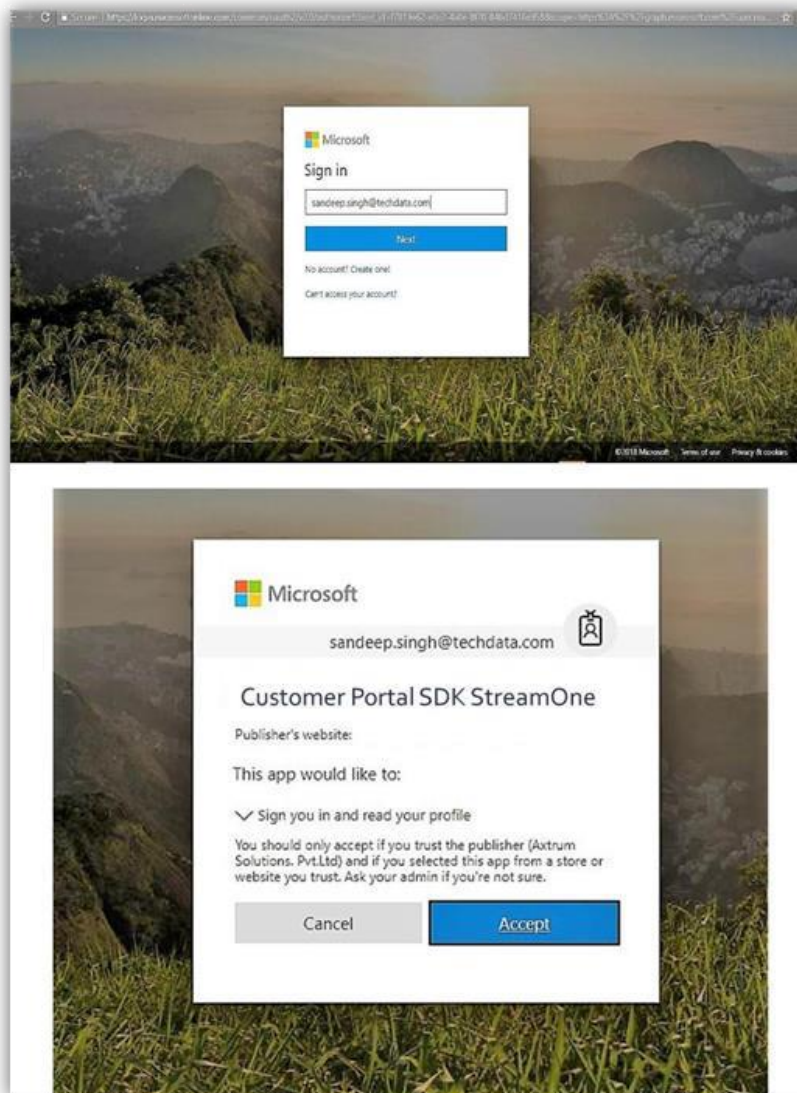 Microsoft
Sign in
sandeep.singh@techdata.com
Next
No account? Create one!
Can't access your account?
©2018 Microsoft Terms of use Privacy & cookies
Microsoft
sandeep.singh@techdata.com
Customer Portal SDK StreamOne
Publisher's website:
This app would like to:
Sign you in and read your profile
You should only accept if you trust the publisher (Axtrum
Solutions. Pvt.Ltd) and if you selected this app from a store or
website you trust. Ask your admin if you're not sure.
Cancel Accept